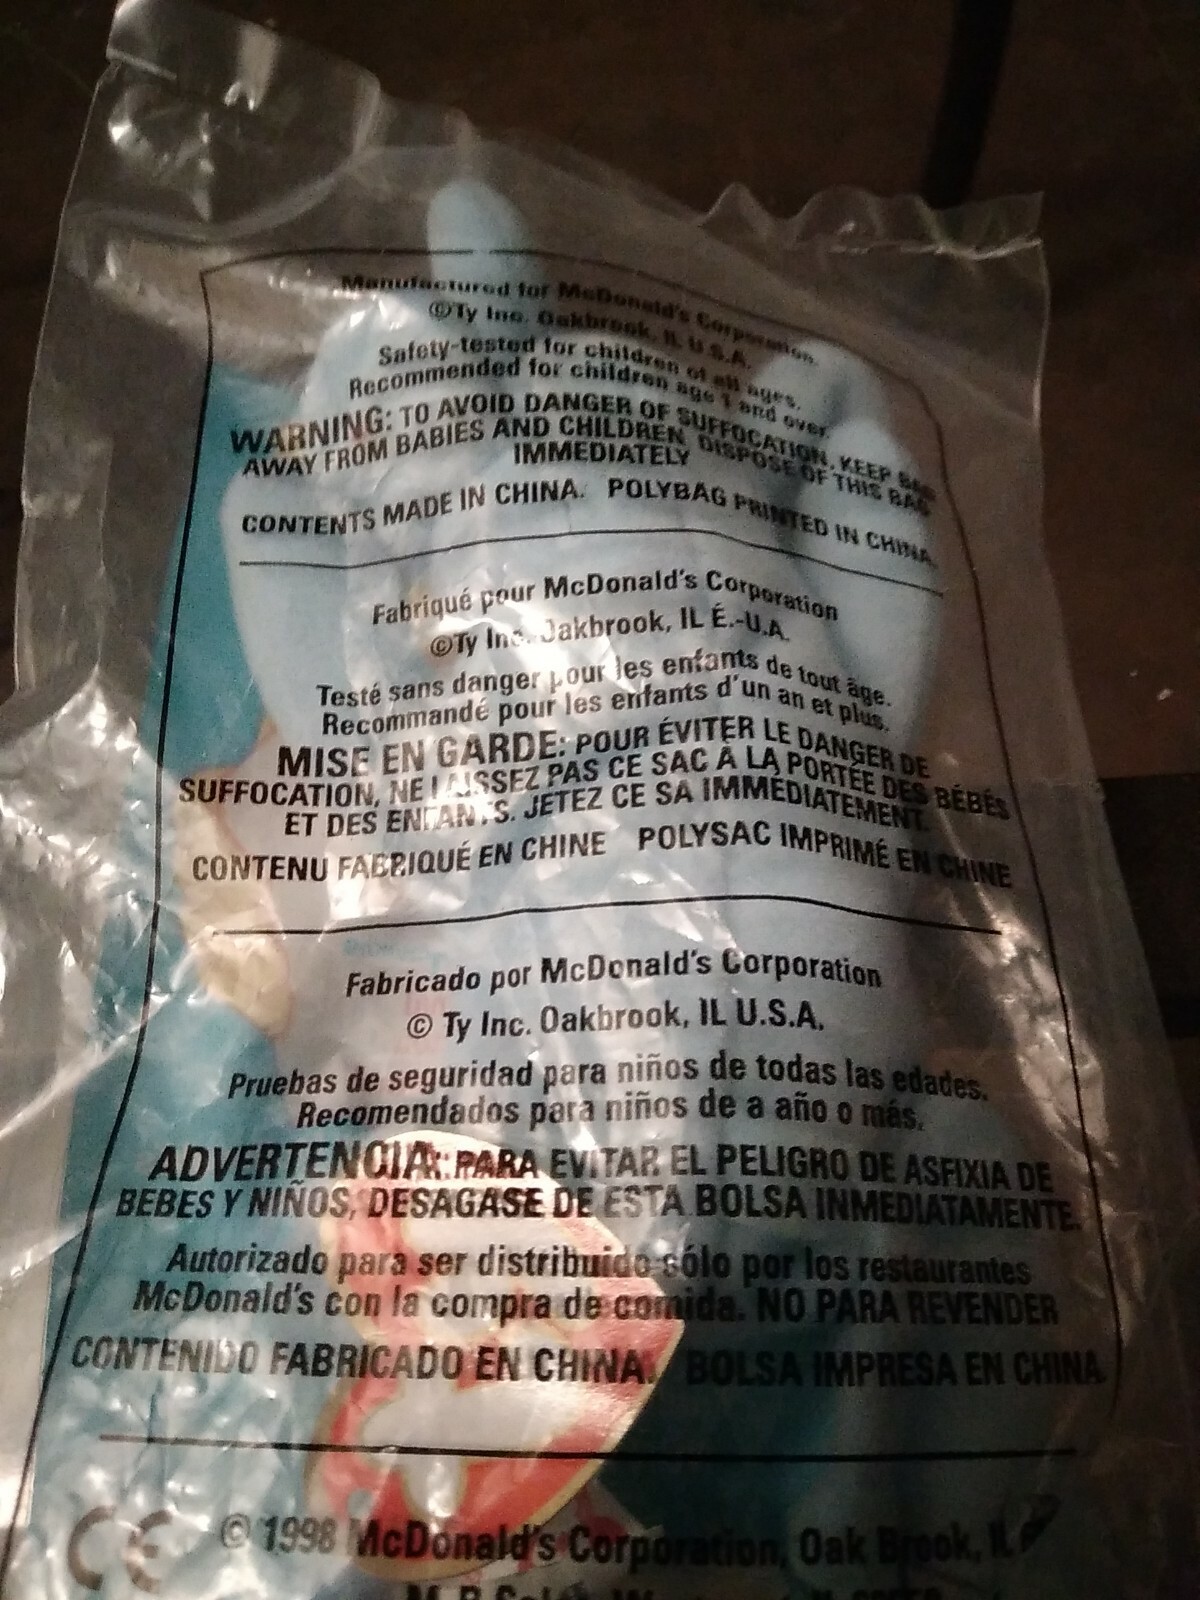 Manufactured for McDonald's Corporation.
©Ty Inc. Oakbrook, IL U.S.A.
Safety-tested for children of all ages.
Recommended for children age 1 and over.
WARNING: TO AVOID DANGER OF SUFFOCATION, KEEP BAG
AWAY FROM BABIES AND CHILDREN. DISPOSE OF THIS BAG
IMMEDIATELY
CONTENTS MADE IN CHINA. POLYBAG PRINTED IN CHINA.
Fabriqué pour McDonald's Corporation
©Ty Inc. Oakbrook, IL É.-U.A.
Testé sans danger pour les enfants de tout âge.
Recommandé pour les enfants d'un an et plus.
MISE EN GARDE: POUR ÉVITER LE DANGER DE
SUFFOCATION, NE LAISSEZ PAS CE SAC À LA PORTÉE DES BÉBÉS
ET DES ENFANTS. JETEZ CE SA IMMÉDIATEMENT.
CONTENU FABRIQUÉ EN CHINE POLYSAC IMPRIMÉ EN CHINE
Fabricado por McDonald's Corporation
© Ty Inc. Oakbrook, IL U.S.A.
Pruebas de seguridad para niños de todas las edades.
Recomendados para niños de a año o más.
ADVERTENCIA: PARA EVITAR EL PELIGRO DE ASFIXIA DE
BEBES Y NIÑOS, DESAGASE DE ESTA BOLSA INMEDIATAMENTE.
Autorizado para ser distribuido sólo por los restaurantes
McDonald's con la compra de comida. NO PARA REVENDER
CONTENIDO FABRICADO EN CHINA. BOLSA IMPRESA EN CHINA
CE © 1998 McDonald's Corporation, Oak Brook, IL